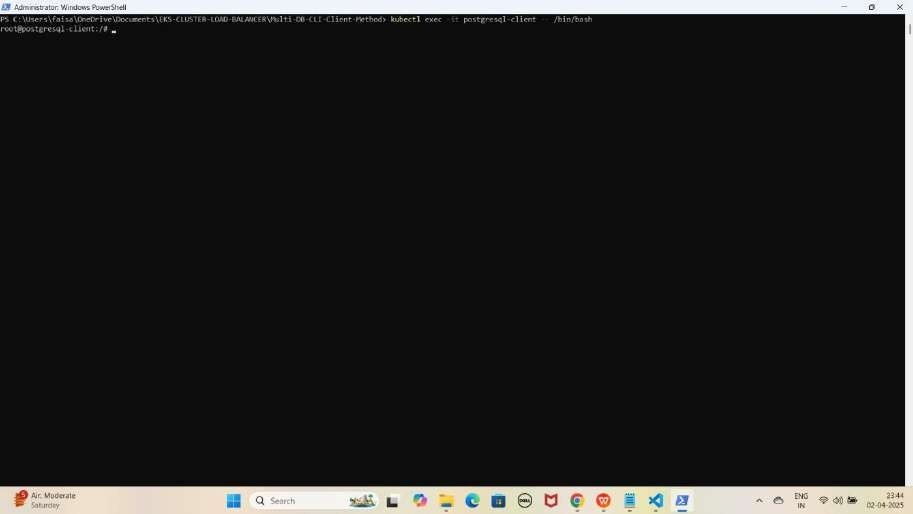 Administrator: Windows PowerShell
PS C:\Users\faisa\OneDrive\Documents\EKS-CLUSTER-LOAD-BALANCER\Multi-DB-CLI-Client-Method> kubectl exec -it postgresql-client -- /bin/bash
root@postgresql-client:/#
5
Air: Moderate
Saturday
Search
DELL
W
ENG
IN
23:44
02-04-2025